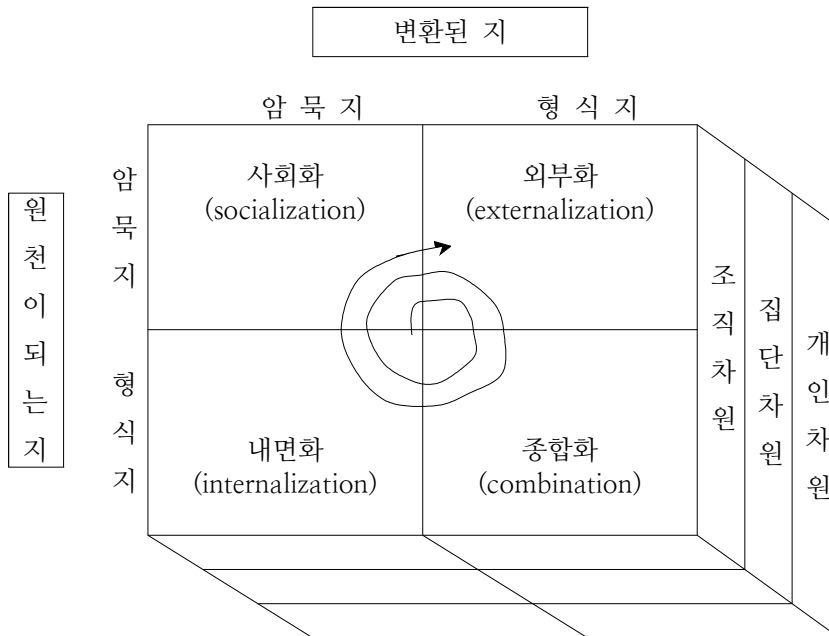 변환된 지
암 묵 지
형 식 지
원천이되는지
암묵지
형식지
사회화
(socialization)
외부화
(externalization)
내면화
(internalization)
종합화
(combination)
조직차원
집단차원
개인차원